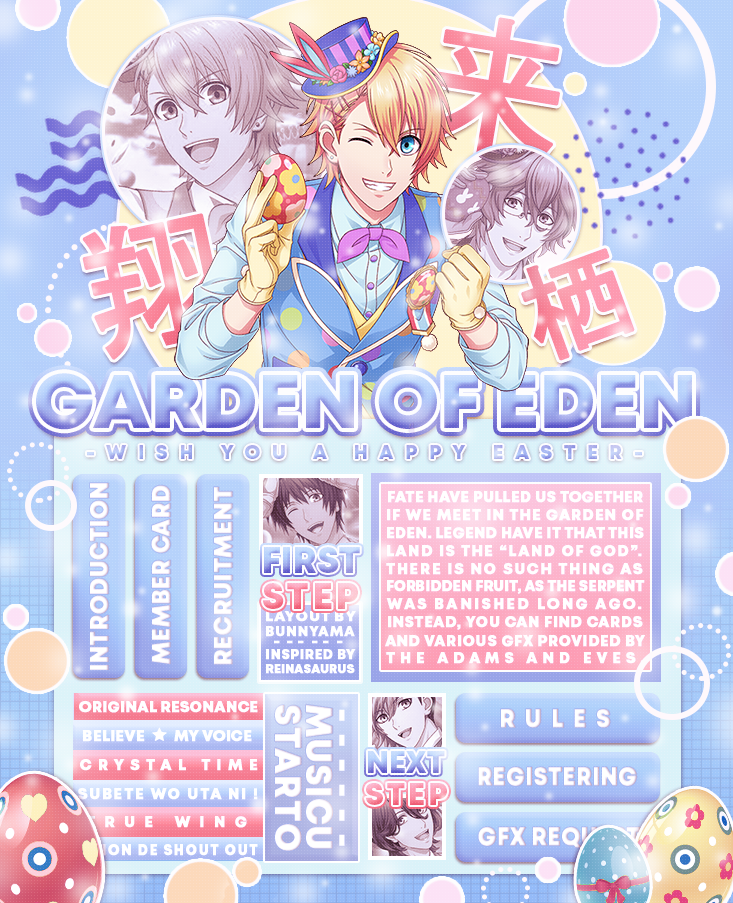 来
翔
栖
GARDEN OF EDEN
-WISH YOU A HAPPY EASTER-
INTRODUCTION
MEMBER CARD
RECRUITMENT
FIRST
STEP
LAYOUT BY
BUNNYAMA
INSPIRED BY
REINASAURUS
FATE HAVE PULLED US TOGETHER
IF WE MEET IN THE GARDEN OF
EDEN. LEGEND HAVE IT THAT THIS
LAND IS THE “LAND OF GOD”.
THERE IS NO SUCH THING AS
FORBIDDEN FRUIT, AS THE SERPENT
WAS BANISHED LONG AGO.
INSTEAD, YOU CAN FIND CARDS
AND VARIOUS GFX PROVIDED BY
THE ADAMS AND EVES
ORIGINAL RESONANCE
BELIEVE ★ MY VOICE
CRYSTAL TIME
SUBETE WO UTA NI !
RUE WING
ON DE SHOUT OUT
MUSICU
STARTO
NEXT
STEP
RULES
REGISTERING
GFX REQU